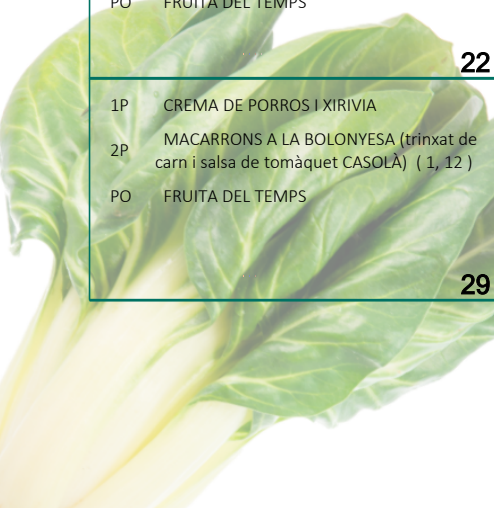 PO FRUITA DEL TEMPS
22
1P CREMA DE PORROS I XIRIVIA
2P MACARRONS A LA BOLONYESA (trinxat de
carn i salsa de tomàquet CASOLÀ) ( 1, 12 )
PO FRUITA DEL TEMPS
29